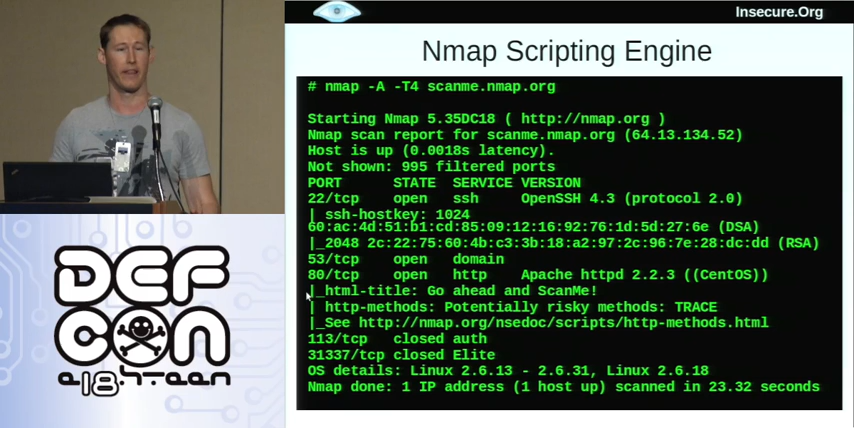 Insecure.Org
Nmap Scripting Engine
# nmap -A -T4 scanme.nmap.org
Starting Nmap 5.35DC18 ( http://nmap.org )
Nmap scan report for scanme.nmap.org (64.13.134.52)
Host is up (0.0018s latency).
Not shown: 995 filtered ports
PORT STATE SERVICE VERSION
22/tcp open ssh OpenSSH 4.3 (protocol 2.0)
| ssh-hostkey: 1024
60:ac:4d:51:b1:cd:85:09:12:16:92:76:1d:5d:27:6e (DSA)
|_2048 2c:22:75:60:4b:c3:3b:18:a2:97:2c:96:7e:28:dc:dd (RSA)
53/tcp open domain
80/tcp open http Apache httpd 2.2.3 ((CentOS))
|_html-title: Go ahead and ScanMe!
| http-methods: Potentially risky methods: TRACE
|_See http://nmap.org/nsedoc/scripts/http-methods.html
113/tcp closed auth
31337/tcp closed Elite
OS details: Linux 2.6.13 - 2.6.31, Linux 2.6.18
Nmap done: 1 IP address (1 host up) scanned in 23.32 seconds
DEF
CON
e18hteen